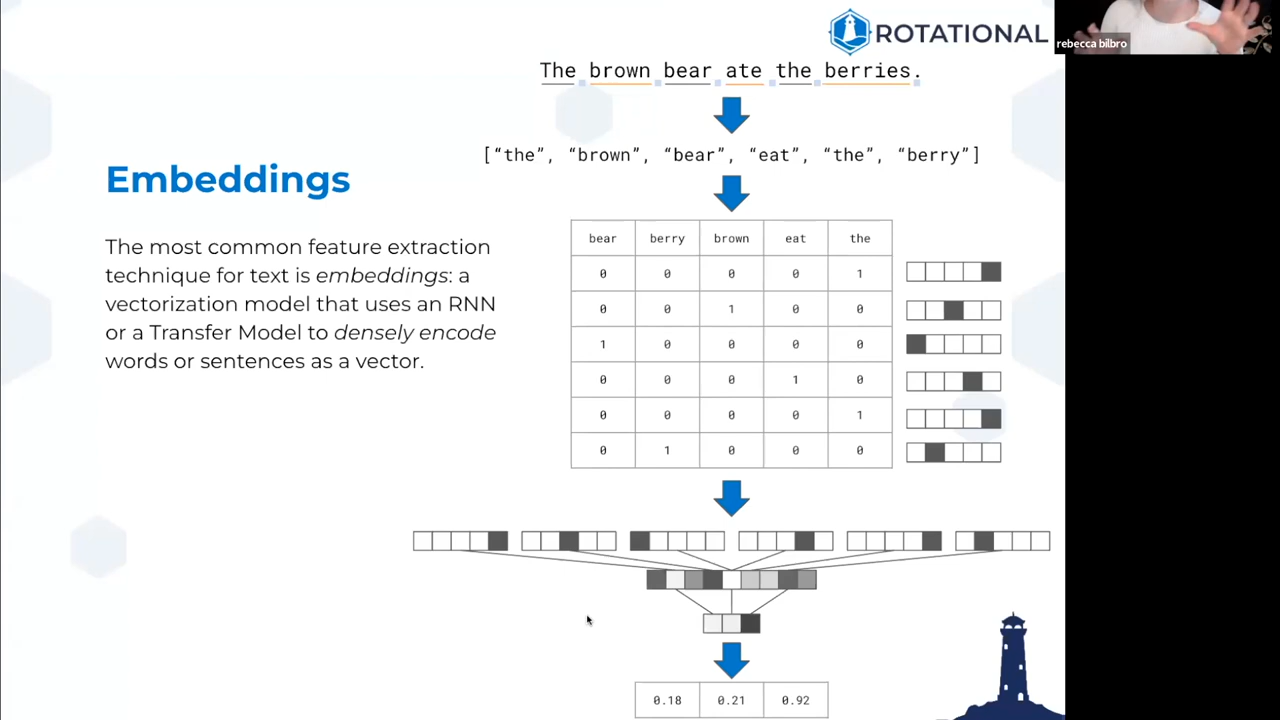 ROTATIONAL
rebecca bilbro
The brown bear ate the berries.
[“the”, “brown”, “bear”, “eat”, “the”, “berry”]
Embeddings
The most common feature extraction
technique for text is embeddings: a
vectorization model that uses an RNN
or a Transfer Model to densely encode
words or sentences as a vector.
bear berry brown eat the
0 0 0 0 1
0 0 1 0 0
1 0 0 0 0
0 0 0 1 0
0 0 0 0 1
0 1 0 0 0
0.18 0.21 0.92